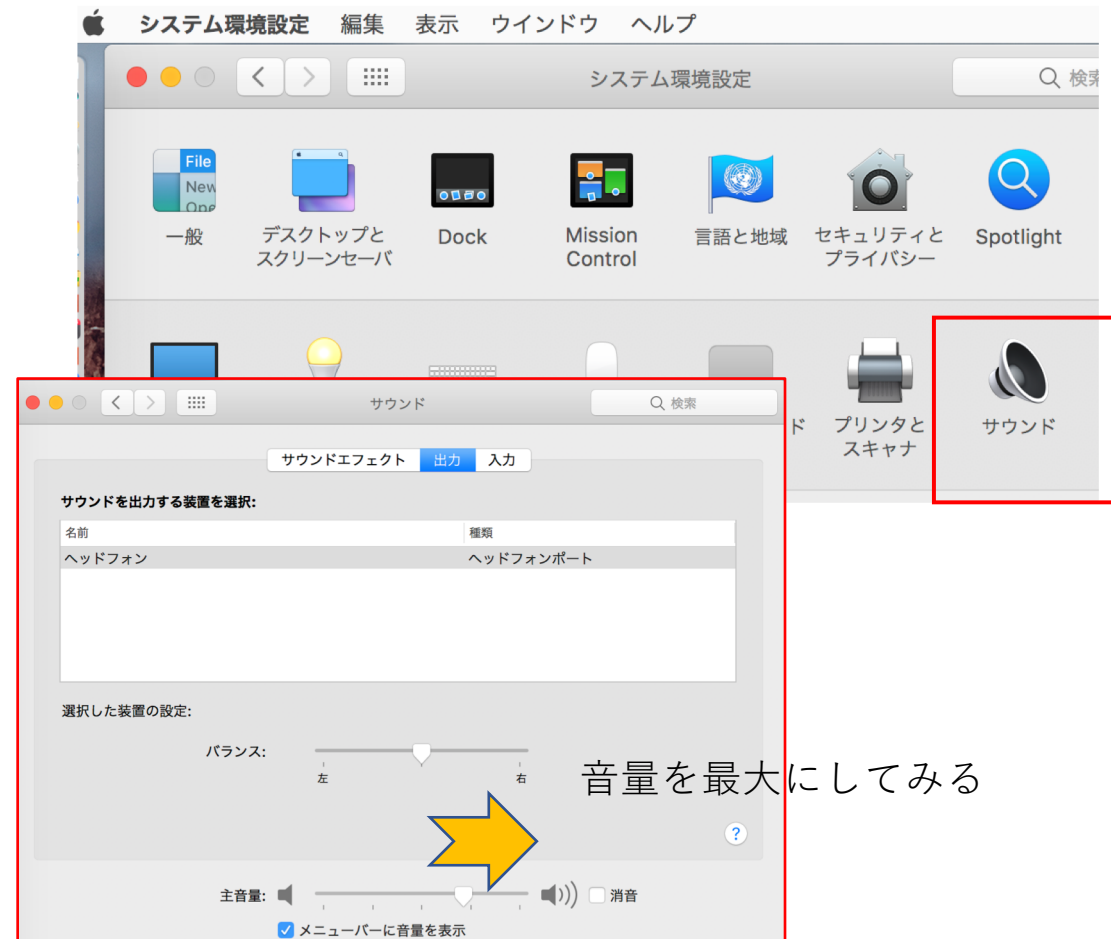 システム環境設定 編集 表示 ウインドウ ヘルプ
システム環境設定
検索
File
New
Ope
一般
デスクトップと
スクリーンセーバ
Dock
Mission
Control
言語と地域
セキュリティと
プライバシー
Spotlight
ド
プリンタと
スキャナ
サウンド
サウンド
検索
サウンドエフェクト 出力 入力
サウンドを出力する装置を選択:
名前 種類
ヘッドフォン ヘッドフォンポート
選択した装置の設定:
バランス:
左 右
音量を最大にしてみる
?
主音量: 消音
メニューバーに音量を表示